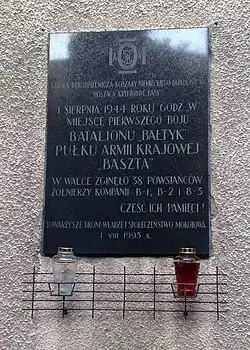 1 SIERPNIA 1944 ROKU GODZ. W
MIEJSCE PIERWSZEGO BOJU
BATALIONU „BAŁTYK”
PUŁKU ARMII KRAJOWEJ
„BASZTA”
W WALCE ZGINĘŁO 38 POWSTAŃCÓW
ŻOŁNIERZY KOMPANII B-1, B-2 i B-3
CZEŚĆ ICH PAMIĘCI!
TOWARZYSZE BRONI WŁADZE I SPOŁECZEŃSTWO MOKOTOWA
1 VIII 1993 R.